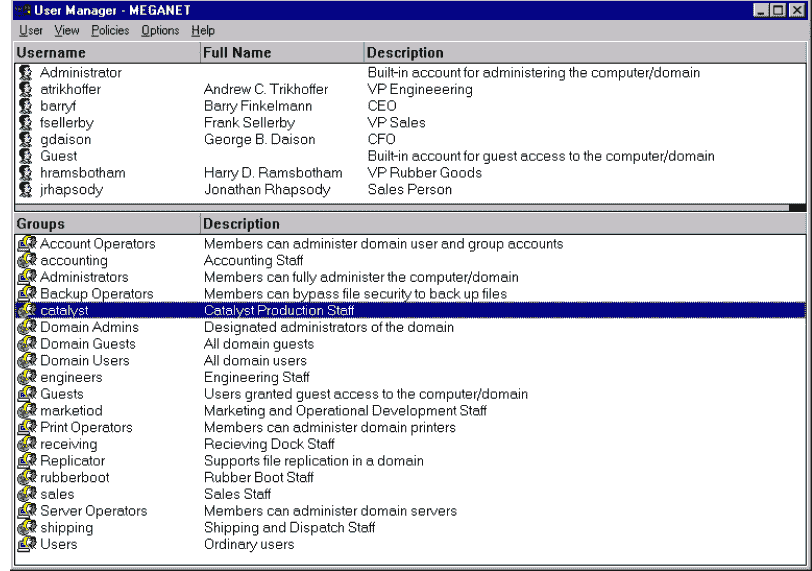 User Manager - MEGANET
User View Policies Options Help
Username Full Name Description
Administrator Built-in account for administering the computer/domain
atrikhoffer Andrew C. Trikhoffer VP Engineeering
barryf Barry Finkelmann CEO
fsellerby Frank Sellerby VP Sales
gdaison George B. Daison CFO
Guest Built-in account for guest access to the computer/domain
hramsbotham Harry D. Ramsbotham VP Rubber Goods
jrhapsody Jonathan Rhapsody Sales Person
Groups Description
Account Operators Members can administer domain user and group accounts
accounting Accounting Staff
Administrators Members can fully administer the computer/domain
Backup Operators Members can bypass file security to back up files
catalyst Catalyst Production Staff
Domain Admins Designated administrators of the domain
Domain Guests All domain guests
Domain Users All domain users
engineers Engineering Staff
Guests Users granted guest access to the computer/domain
marketiod Marketing and Operational Development Staff
Print Operators Members can administer domain printers
receiving Recieving Dock Staff
Replicator Supports file replication in a domain
rubberboot Rubber Boot Staff
sales Sales Staff
Server Operators Members can administer domain servers
shipping Shipping and Dispatch Staff
Users Ordinary users